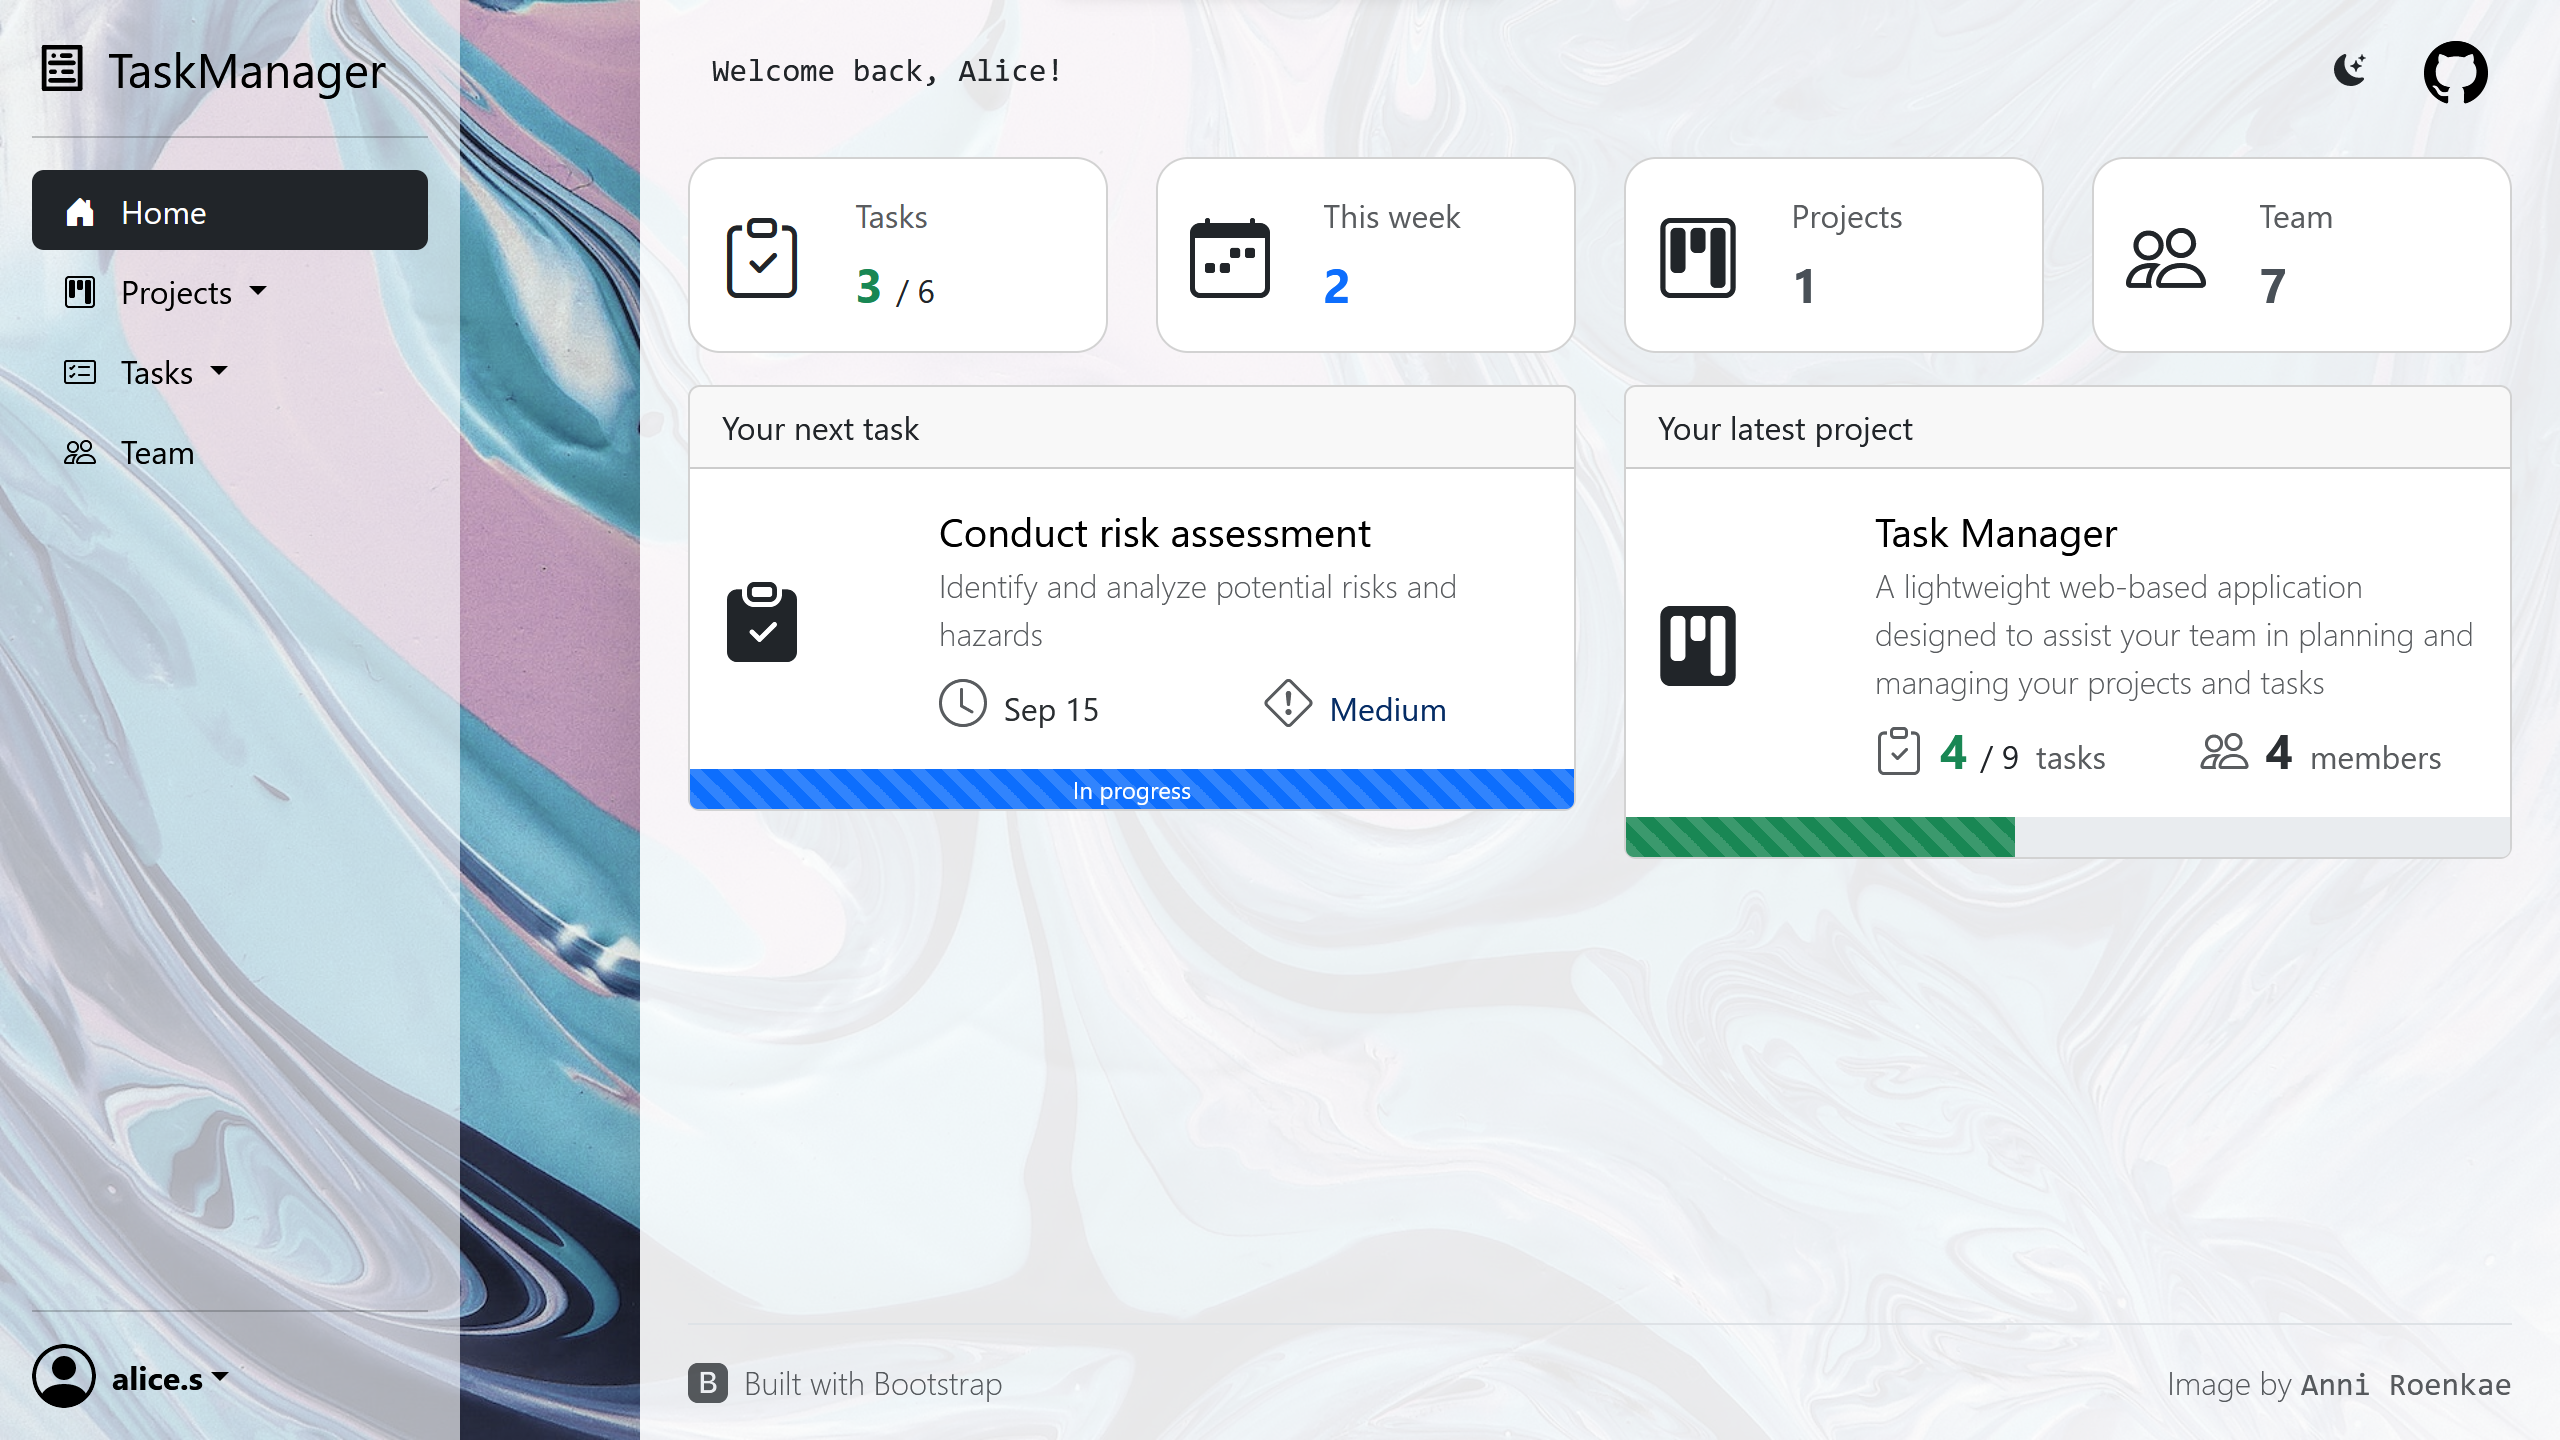 TaskManager
Home
Projects
Tasks
Team
alice.s
Welcome back, Alice!
Tasks
3 / 6
This week
2
Projects
1
Team
7
Your next task
Conduct risk assessment
Identify and analyze potential risks and
hazards
Sep 15
Medium
In progress
Your latest project
Task Manager
A lightweight web-based application
designed to assist your team in planning and
managing your projects and tasks
4 / 9 tasks
4 members
B Built with Bootstrap
Image by Anni Roenkae